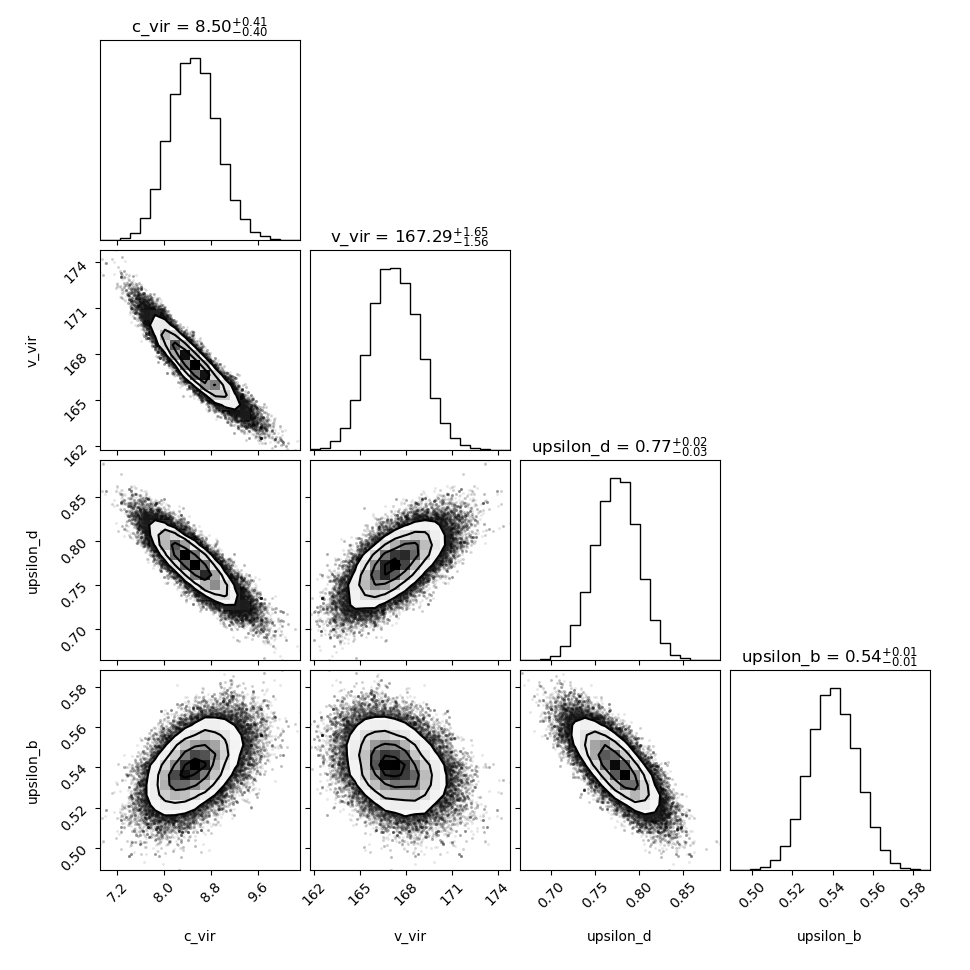 c_vir = 8.50+0.41−0.40
v_vir = 167.29+1.65−1.56
upsilon_d = 0.77+0.02−0.03
upsilon_b = 0.54+0.01−0.01
v_vir
174
171
168
165
162
upsilon_d
0.85
0.80
0.75
0.70
upsilon_b
0.58
0.56
0.54
0.52
0.50
7.2 8.0 8.8 9.6
162 165 168 171 174
0.70 0.75 0.80 0.85
0.50 0.52 0.54 0.56 0.58
c_vir v_vir upsilon_d upsilon_b